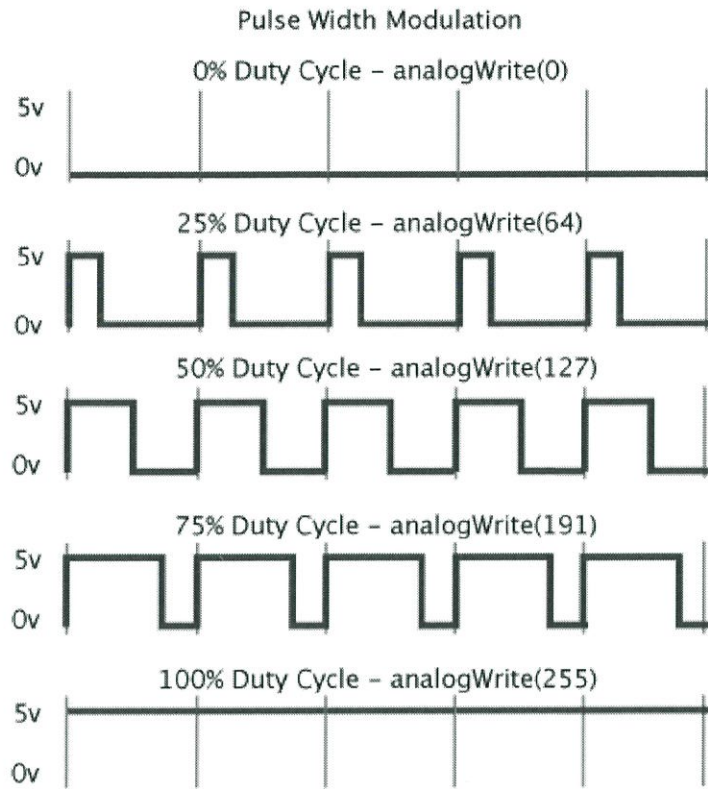 Pulse Width Modulation
0% Duty Cycle – analogWrite(0)
5v
0v
25% Duty Cycle – analogWrite(64)
5v
0v
50% Duty Cycle – analogWrite(127)
5v
0v
75% Duty Cycle – analogWrite(191)
5v
0v
100% Duty Cycle – analogWrite(255)
5v
0v